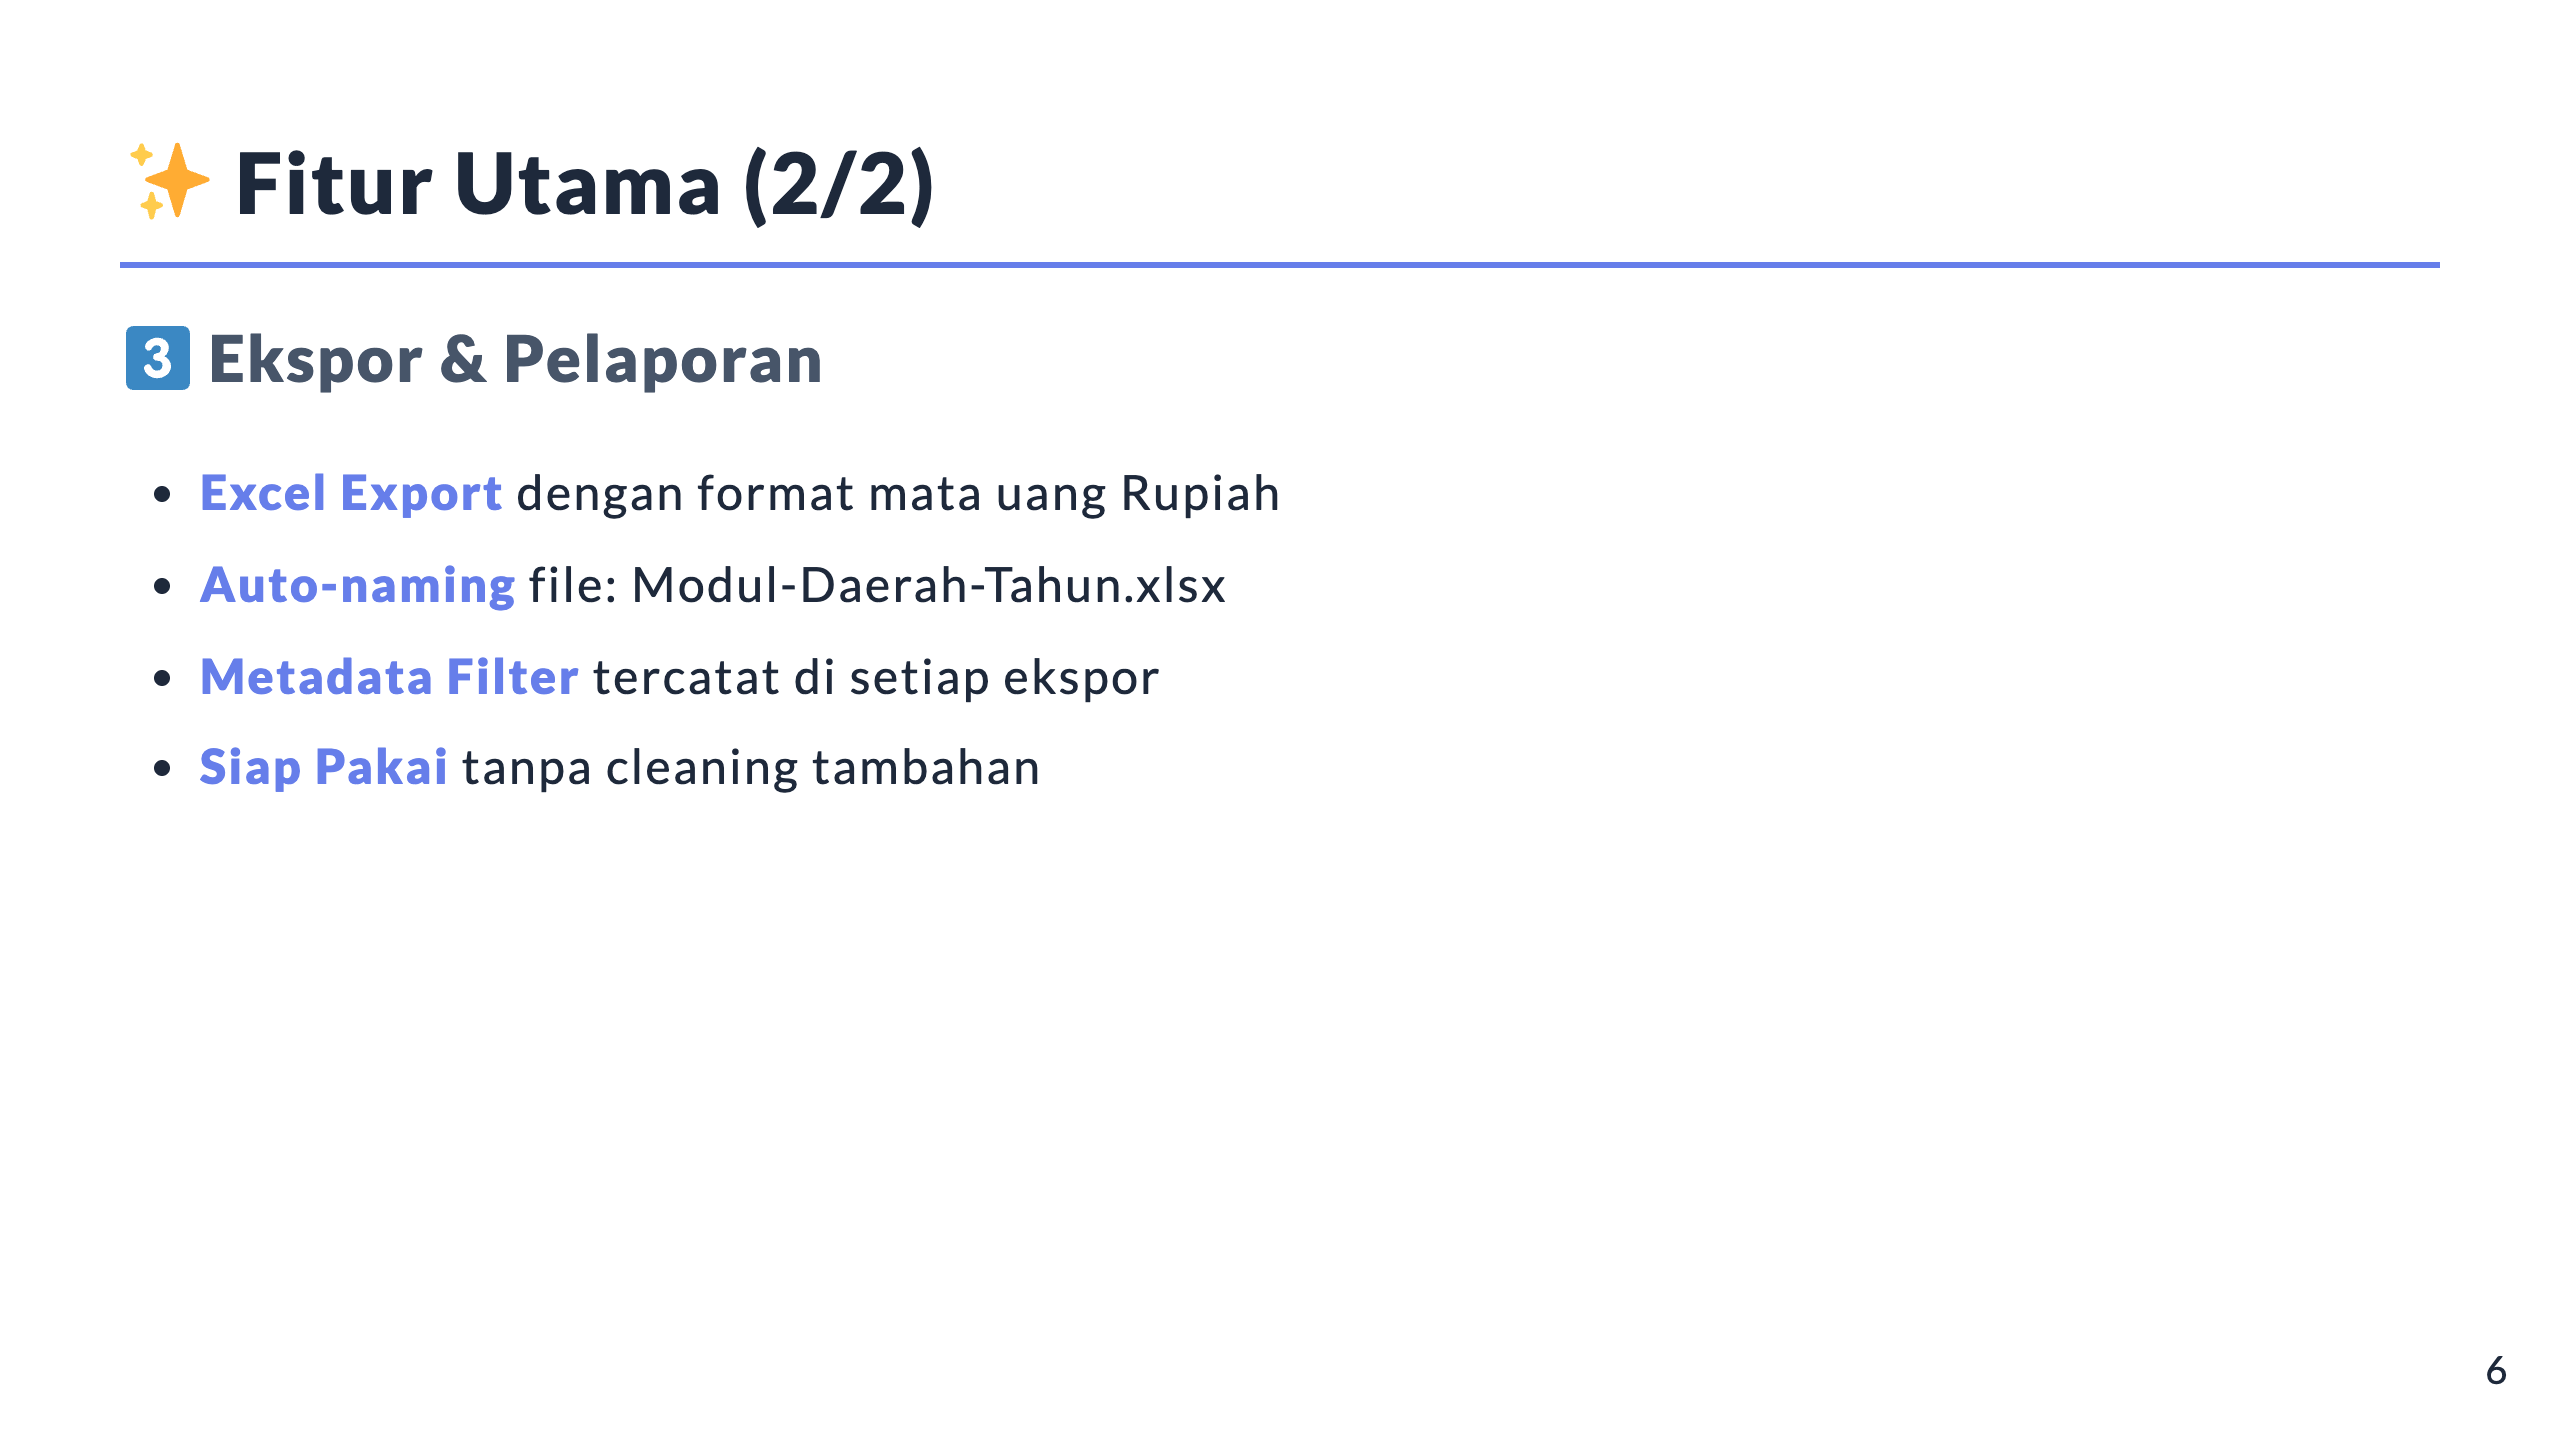 ✨ Fitur Utama (2/2)
3️⃣ Ekspor & Pelaporan
• Excel Export dengan format mata uang Rupiah
• Auto-naming file: Modul-Daerah-Tahun.xlsx
• Metadata Filter tercatat di setiap ekspor
• Siap Pakai tanpa cleaning tambahan
6